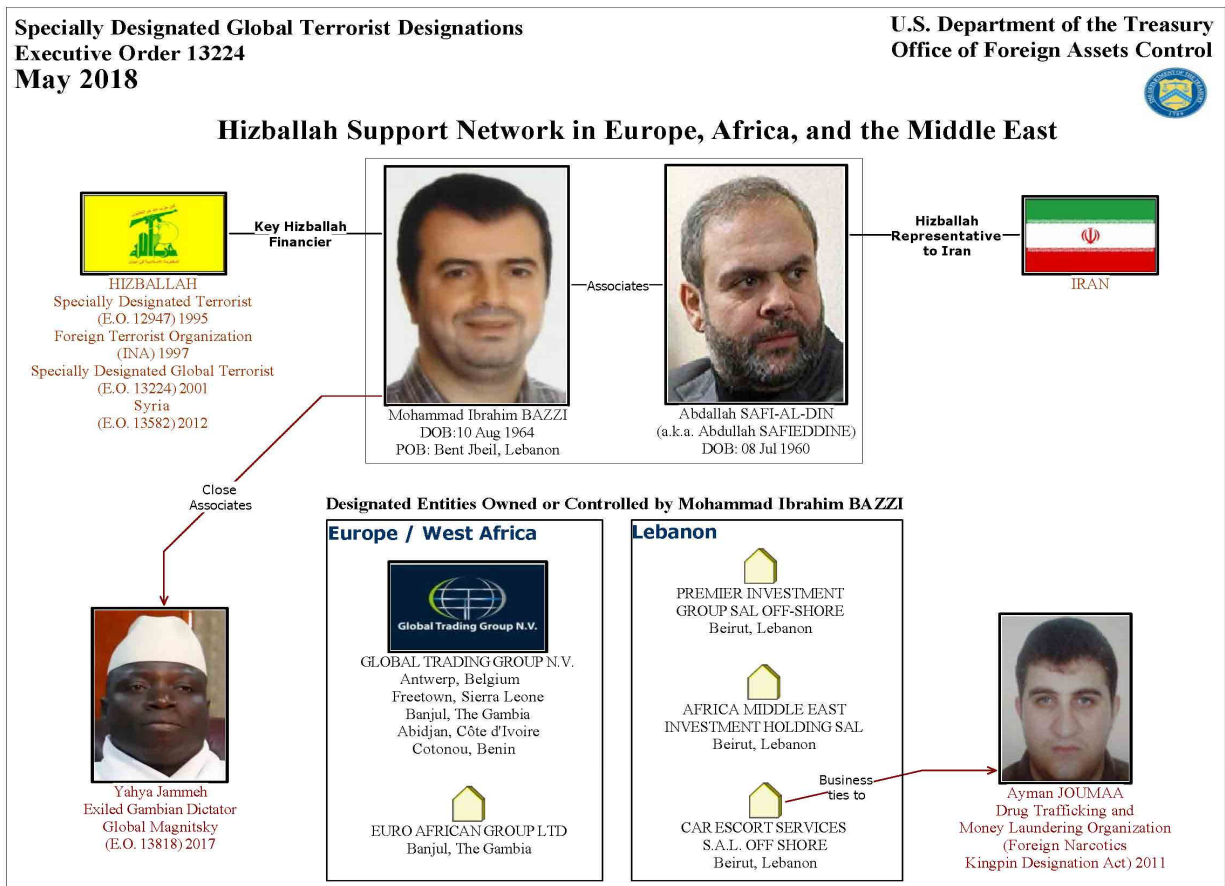 Specially Designated Global Terrorist Designations
Executive Order 13224
May 2018
U.S. Department of the Treasury
Office of Foreign Assets Control
Hizballah Support Network in Europe, Africa, and the Middle East
Key Hizballah
Financier
Associates
Hizballah
Representative
to Iran
HIZBALLAH
Specially Designated Terrorist
(E.O. 12947) 1995
Foreign Terrorist Organization
(INA) 1997
Specially Designated Global Terrorist
(E.O. 13224) 2001
Syria
(E.O. 13582) 2012
Mohammad Ibrahim BAZZI
DOB:10 Aug 1964
POB: Bent Jbeil, Lebanon
Abdallah SAFI-AL-DIN
(a.k.a. Abdullah SAFIEDDINE)
DOB: 08 Jul 1960
IRAN
Close
Associates
Designated Entities Owned or Controlled by Mohammad Ibrahim BAZZI
Europe / West Africa
Global Trading Group N.V.
GLOBAL TRADING GROUP N.V.
Antwerp, Belgium
Freetown, Sierra Leone
Banjul, The Gambia
Abidjan, Côte d'Ivoire
Cotonou, Benin
EURO AFRICAN GROUP LTD
Banjul, The Gambia
Lebanon
PREMIER INVESTMENT
GROUP SAL OFF-SHORE
Beirut, Lebanon
AFRICA MIDDLE EAST
INVESTMENT HOLDING SAL
Beirut, Lebanon
CAR ESCORT SERVICES
S.A.L. OFF SHORE
Beirut, Lebanon
Business
ties to
Yahya Jammeh
Exiled Gambian Dictator
Global Magnitsky
(E.O. 13818) 2017
Ayman JOUMAA
Drug Trafficking and
Money Laundering Organization
(Foreign Narcotics
Kingpin Designation Act) 2011